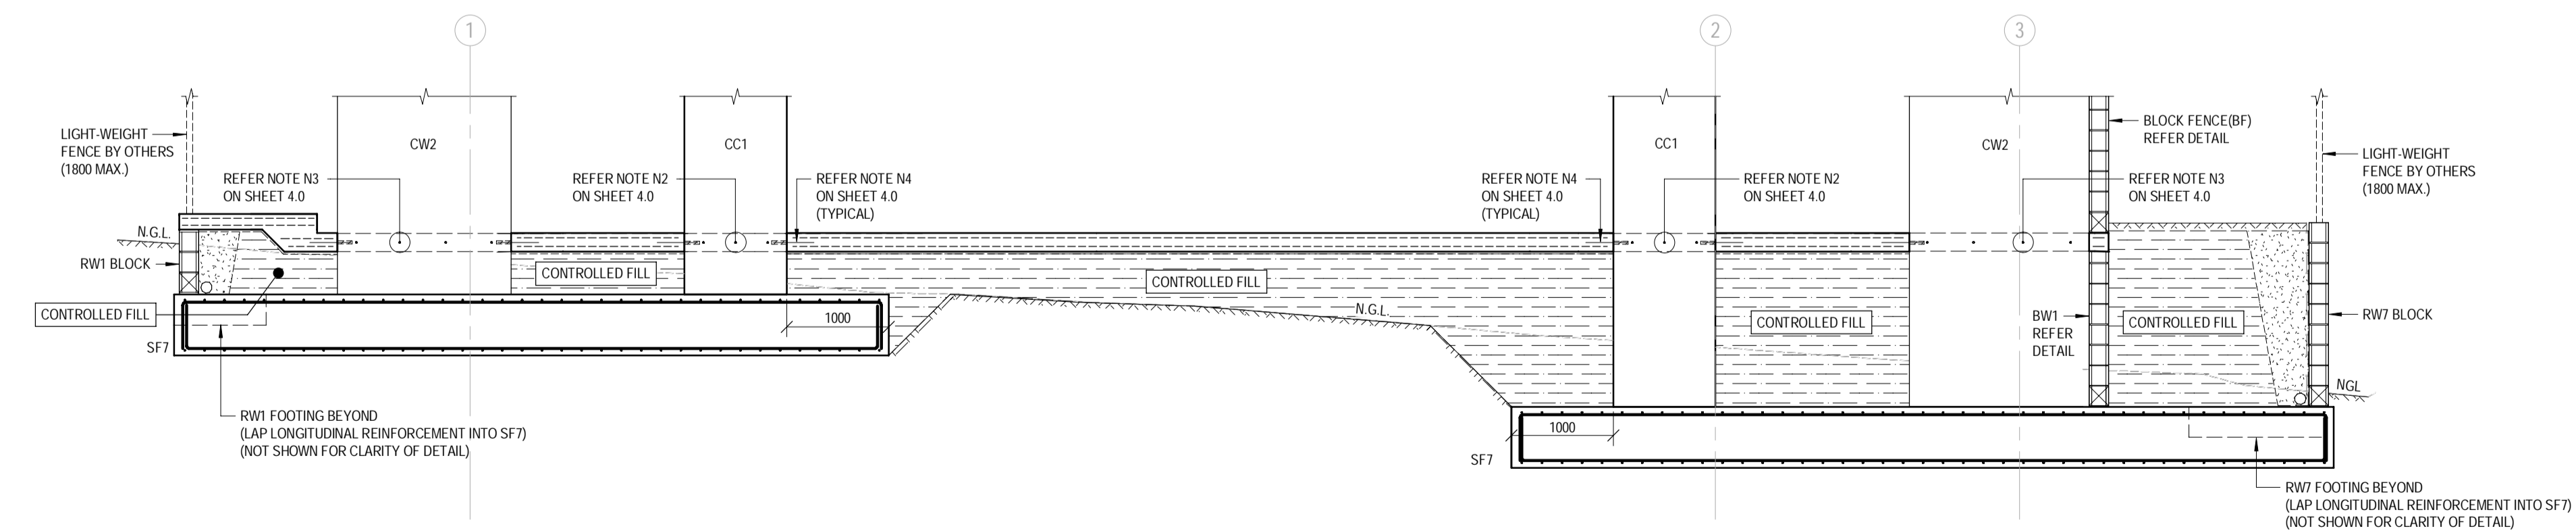 1
2
3
LIGHT-WEIGHT
FENCE BY OTHERS
(1800 MAX.)
CW2
CC1
REFER NOTE N3
ON SHEET 4.0
REFER NOTE N2
ON SHEET 4.0
REFER NOTE N4
ON SHEET 4.0
(TYPICAL)
N.G.L.
RW1 BLOCK
CONTROLLED FILL
CONTROLLED FILL
SF7
1000
RW1 FOOTING BEYOND
(LAP LONGITUDINAL REINFORCEMENT INTO SF7)
(NOT SHOWN FOR CLARITY OF DETAIL)
CONTROLLED FILL
N.G.L.
REFER NOTE N4
ON SHEET 4.0
(TYPICAL)
CC1
REFER NOTE N2
ON SHEET 4.0
CW2
BLOCK FENCE(BF)
REFER DETAIL
REFER NOTE N3
ON SHEET 4.0
LIGHT-WEIGHT
FENCE BY OTHERS
(1800 MAX.)
CONTROLLED FILL
BW1
REFER
DETAIL
CONTROLLED FILL
RW7 BLOCK
NGL
1000
SF7
RW7 FOOTING BEYOND
(LAP LONGITUDINAL REINFORCEMENT INTO SF7)
(NOT SHOWN FOR CLARITY OF DETAIL)